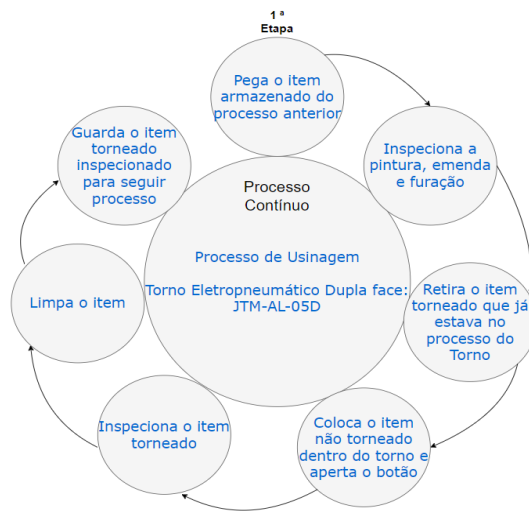 1 ª
Etapa
Pega o item
armazenado do
processo anterior
Inspeciona a
pintura, emenda
e furação
Retira o item
torneado que já
estava no
processo do
Torno
Coloca o item
não torneado
dentro do torno e
aperta o botão
Inspeciona o item
torneado
Limpa o item
Guarda o item
torneado
inspecionado
para seguir
processo
Processo
Contínuo
Processo de Usinagem
Torno Eletropneumático Dupla face:
JTM-AL-05D